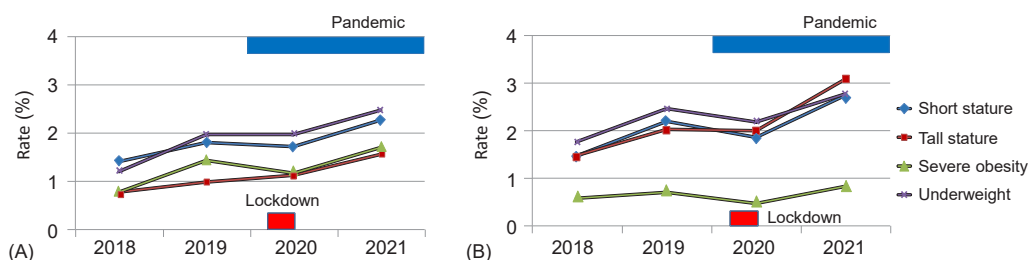 Pandemic
4
3
2
1
0
Rate (%)
Lockdown
2018 2019 2020 2021
(A)
Pandemic
4
3
2
1
0
Rate (%)
Lockdown
2018 2019 2020 2021
(B)
Short stature
Tall stature
Severe obesity
Underweight